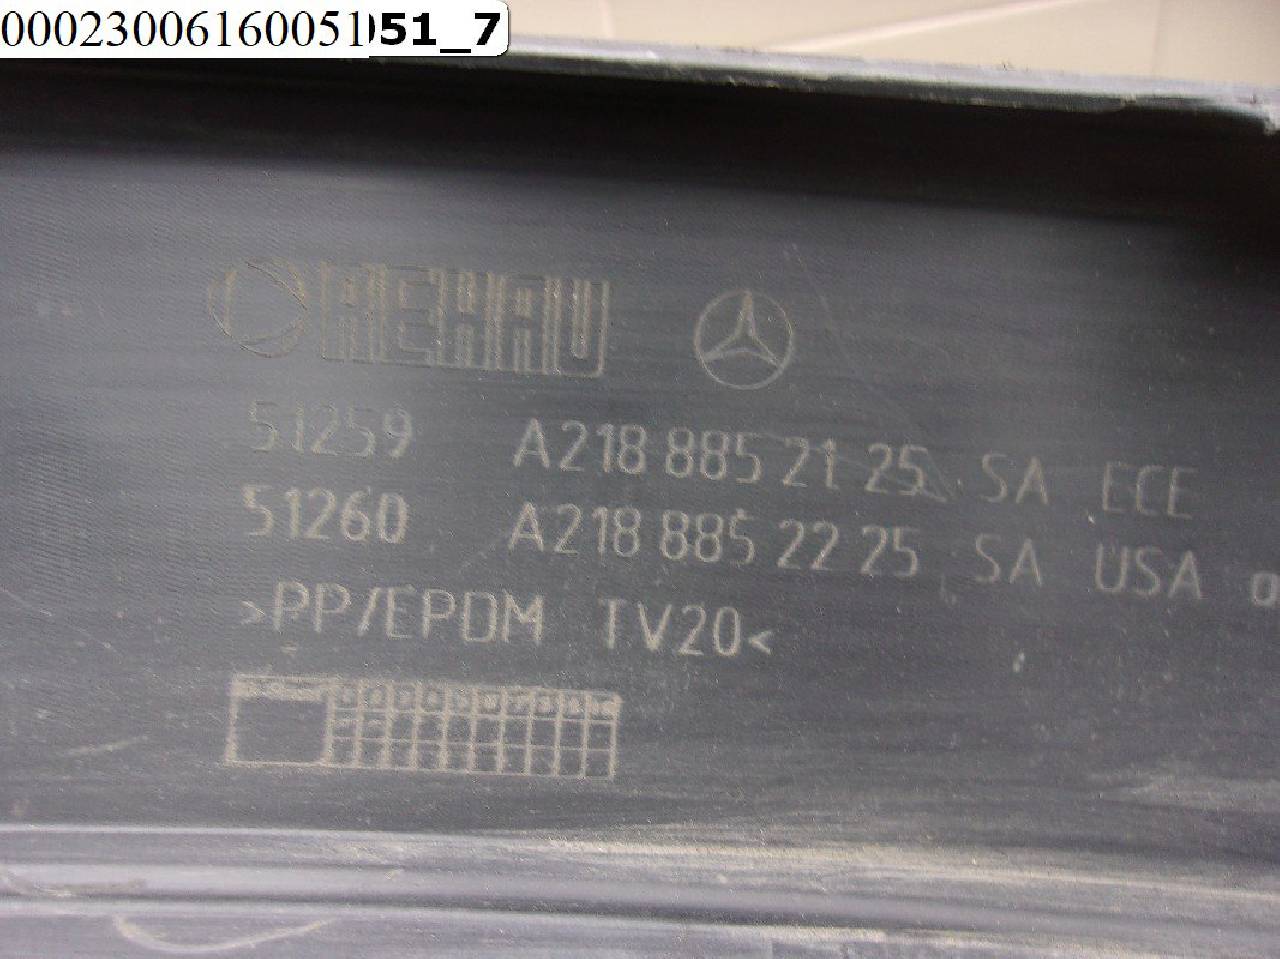 00023006160051051_7
REHAU
51259 A218 885 21 25 SA ECE
51260 A218 885 22 25 SA USA
>PP/EPDM TV20<